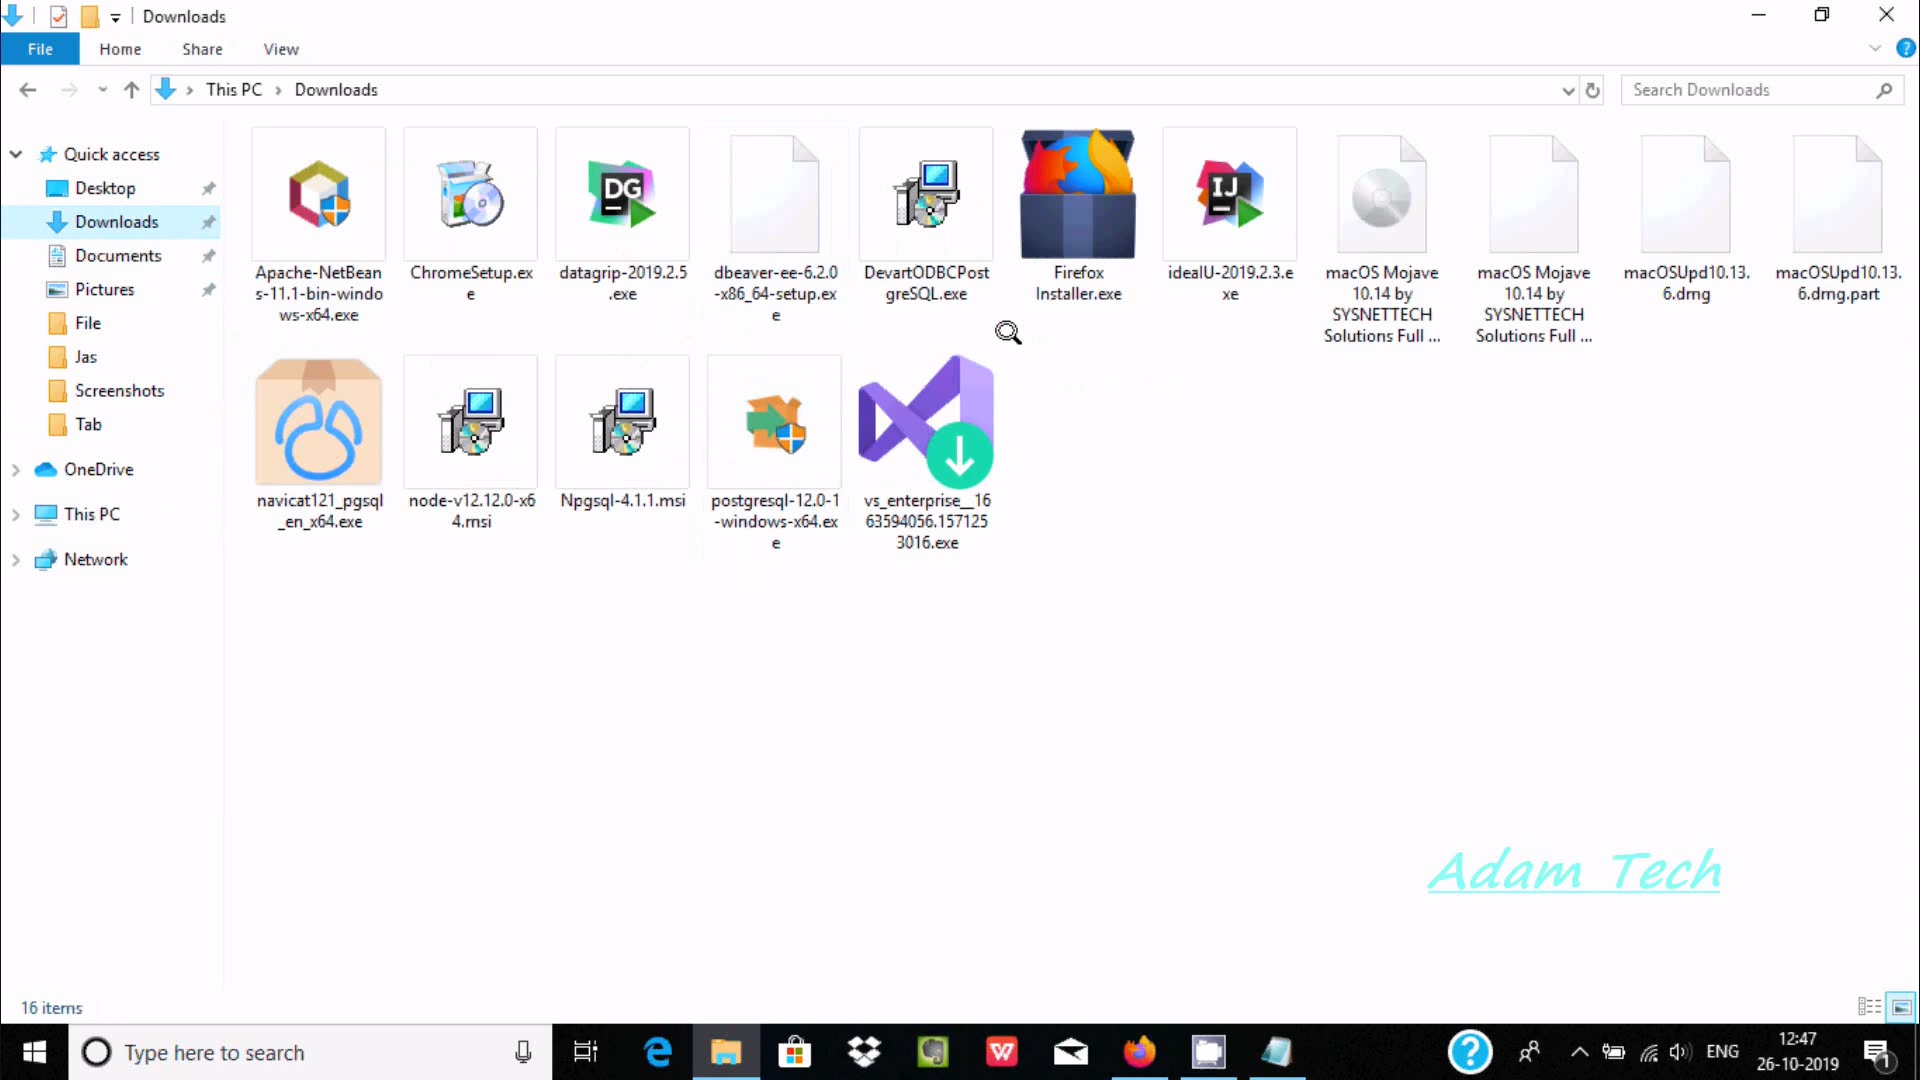 Downloads
File
Home
Share
View
This PC
Downloads
Search Downloads
Quick access
Desktop
Downloads
Documents
Pictures
File
Jas
Screenshots
Tab
OneDrive
This PC
Network
DG
IJ
Apache-NetBean
s-11.1-bin-windo
ws-x64.exe
ChromeSetup.ex
e
datagrip-2019.2.5
.exe
dbeaver-ee-6.2.0
-x86_64-setup.ex
e
DevartODBCPost
greSQL.exe
Firefox
Installer.exe
ideaIU-2019.2.3.e
xe
macOS Mojave
10.14 by
SYSNETTECH
Solutions Full ...
macOS Mojave
10.14 by
SYSNETTECH
Solutions Full ...
macOSUpd10.13.
6.dmg
macOSUpd10.13.
6.dmg.part
navicat121_pgsql
_en_x64.exe
node-v12.12.0-x6
4.msi
Npgsql-4.1.1.msi
postgresql-12.0-1
-windows-x64.ex
e
vs_enterprise__16
63594056.157125
3016.exe
Adam Tech
16 items
Type here to search
ENG
12:47
26-10-2019
1